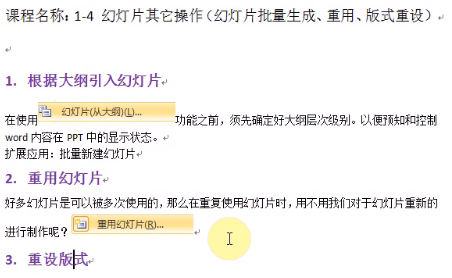 课程名称：1-4 幻灯片其它操作（幻灯片批量生成、重用、版式重设）
1. 根据大纲引入幻灯片
在使用 幻灯片(从大纲)(L)... 功能之前，须先确定好大纲层次级别。以便预知和控制
word 内容在 PPT 中的显示状态。
扩展应用：批量新建幻灯片
2. 重用幻灯片
好多幻灯片是可以被多次使用的，那么在重复使用幻灯片时，用不用我们对于幻灯片重新的
进行制作呢？ 重用幻灯片(R)...
3. 重设版式